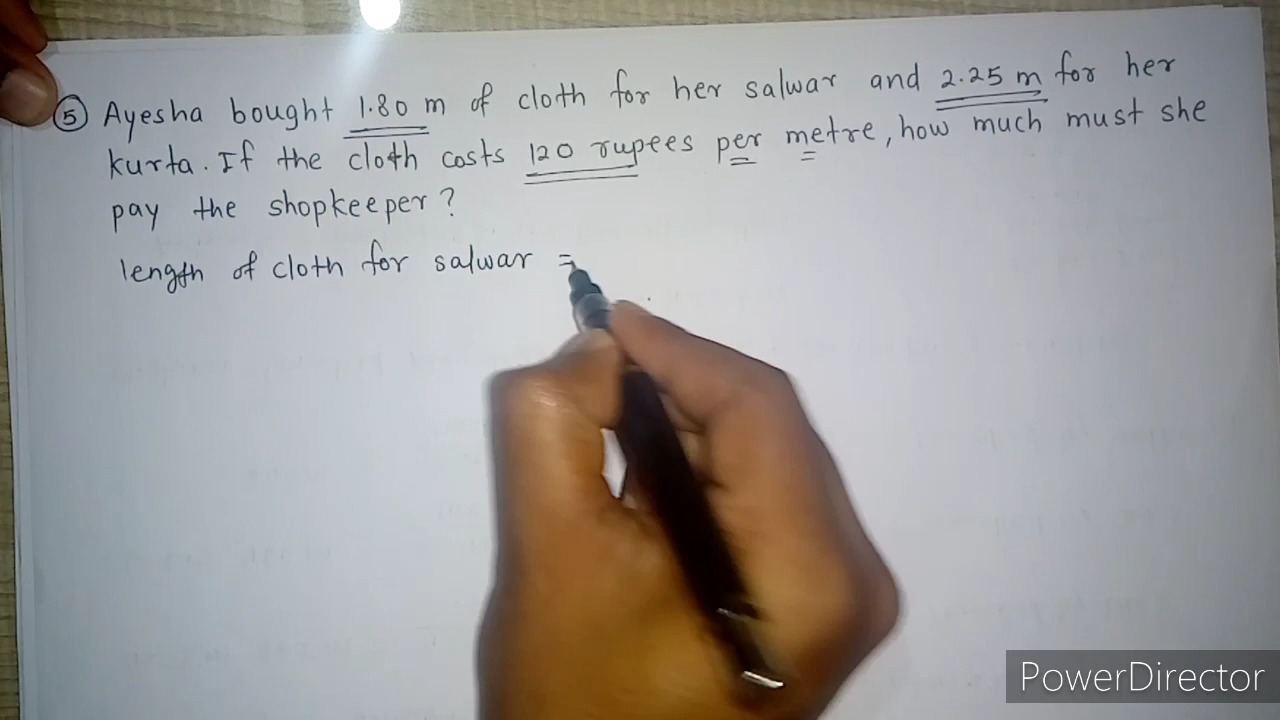 5 Ayesha bought 1.80 m of cloth for her salwar and 2.25 m for her
kurta. If the cloth costs 120 rupees per metre, how much must she
pay the shopkeeper?
length of cloth for salwar =
PowerDirector